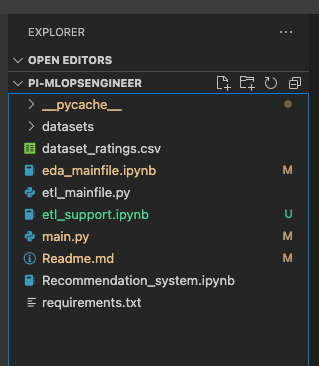 EXPLORER
OPEN EDITORS
PI-MLOPSENGINEER
__pycache__
datasets
dataset_ratings.csv
eda_mainfile.ipynb M
etl_mainfile.py
etl_support.ipynb U
main.py M
Readme.md M
Recommendation_system.ipynb
requirements.txt